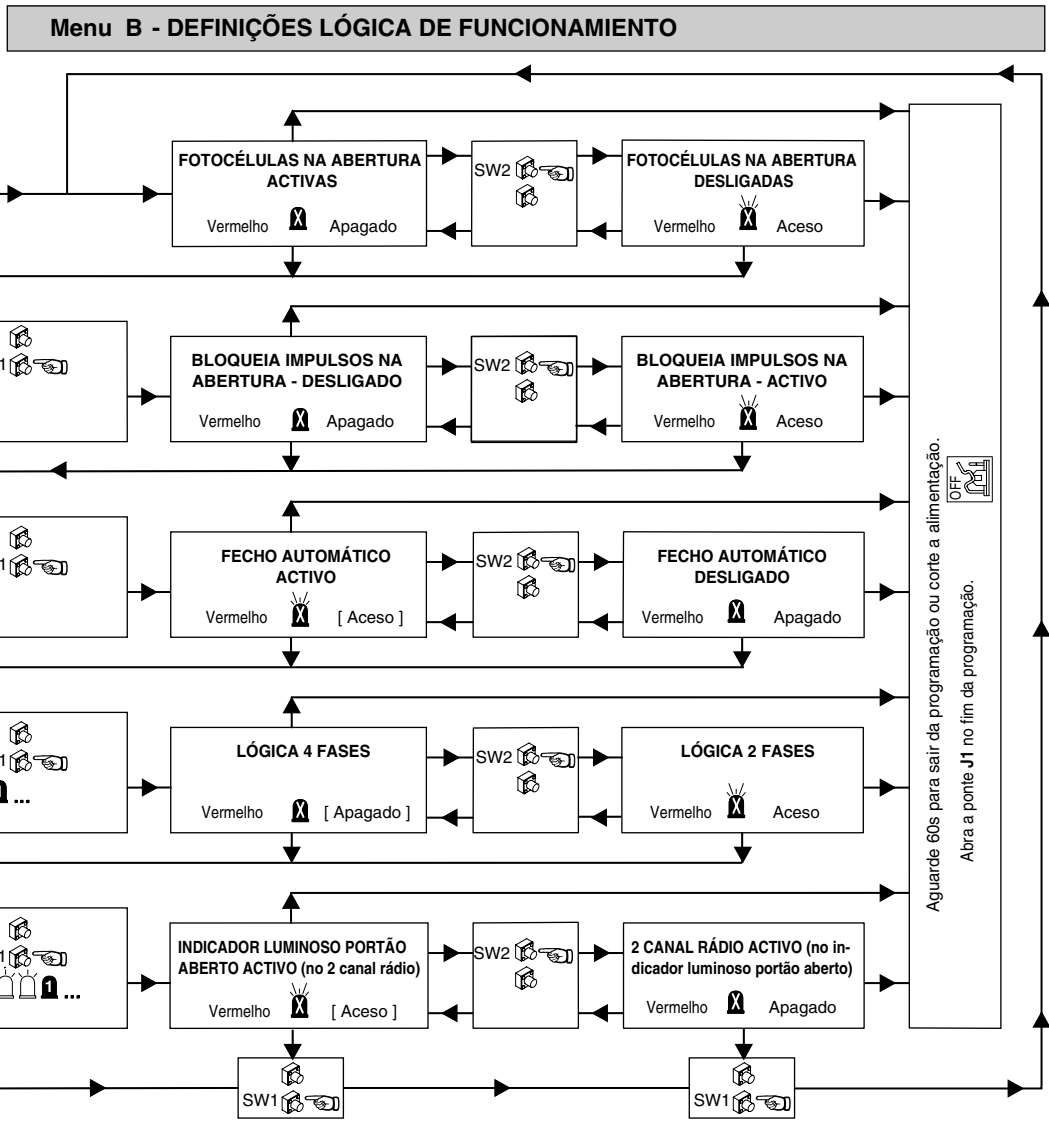 Menu B - DEFINIÇÕES LÓGICA DE FUNCIONAMIENTO
FOTOCÉLULAS NA ABERTURA
ACTIVAS
Vermelho X Apagado
SW2
FOTOCÉLULAS NA ABERTURA
DESLIGADAS
Vermelho X Aceso
1
BLOQUEIA IMPULSOS NA
ABERTURA - DESLIGADO
Vermelho X Apagado
SW2
BLOQUEIA IMPULSOS NA
ABERTURA - ACTIVO
Vermelho X Aceso
1
FECHO AUTOMÁTICO
ACTIVO
Vermelho X [ Aceso ]
SW2
FECHO AUTOMÁTICO
DESLIGADO
Vermelho X Apagado
1
...
LÓGICA 4 FASES
Vermelho X [ Apagado ]
SW2
LÓGICA 2 FASES
Vermelho X Aceso
1
1 ...
INDICADOR LUMINOSO PORTÃO
ABERTO ACTIVO (no 2 canal rádio)
Vermelho X [ Aceso ]
SW2
2 CANAL RÁDIO ACTIVO (no in-
dicador luminoso portão aberto)
Vermelho X Apagado
SW1
SW1
Aguarde 60s para sair da programação ou corte a alimentação.
OFF
Abra a ponte J1 no fim da programação.